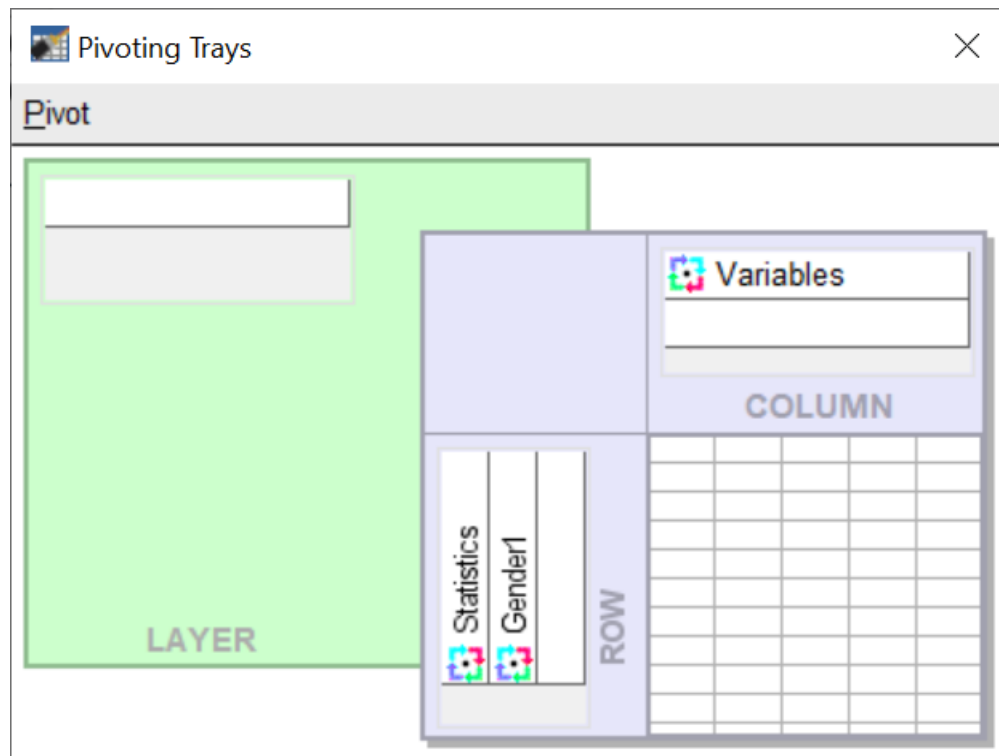 Pivoting Trays
Pivot
Variables
COLUMN
Statistics
Gender1
ROW
LAYER